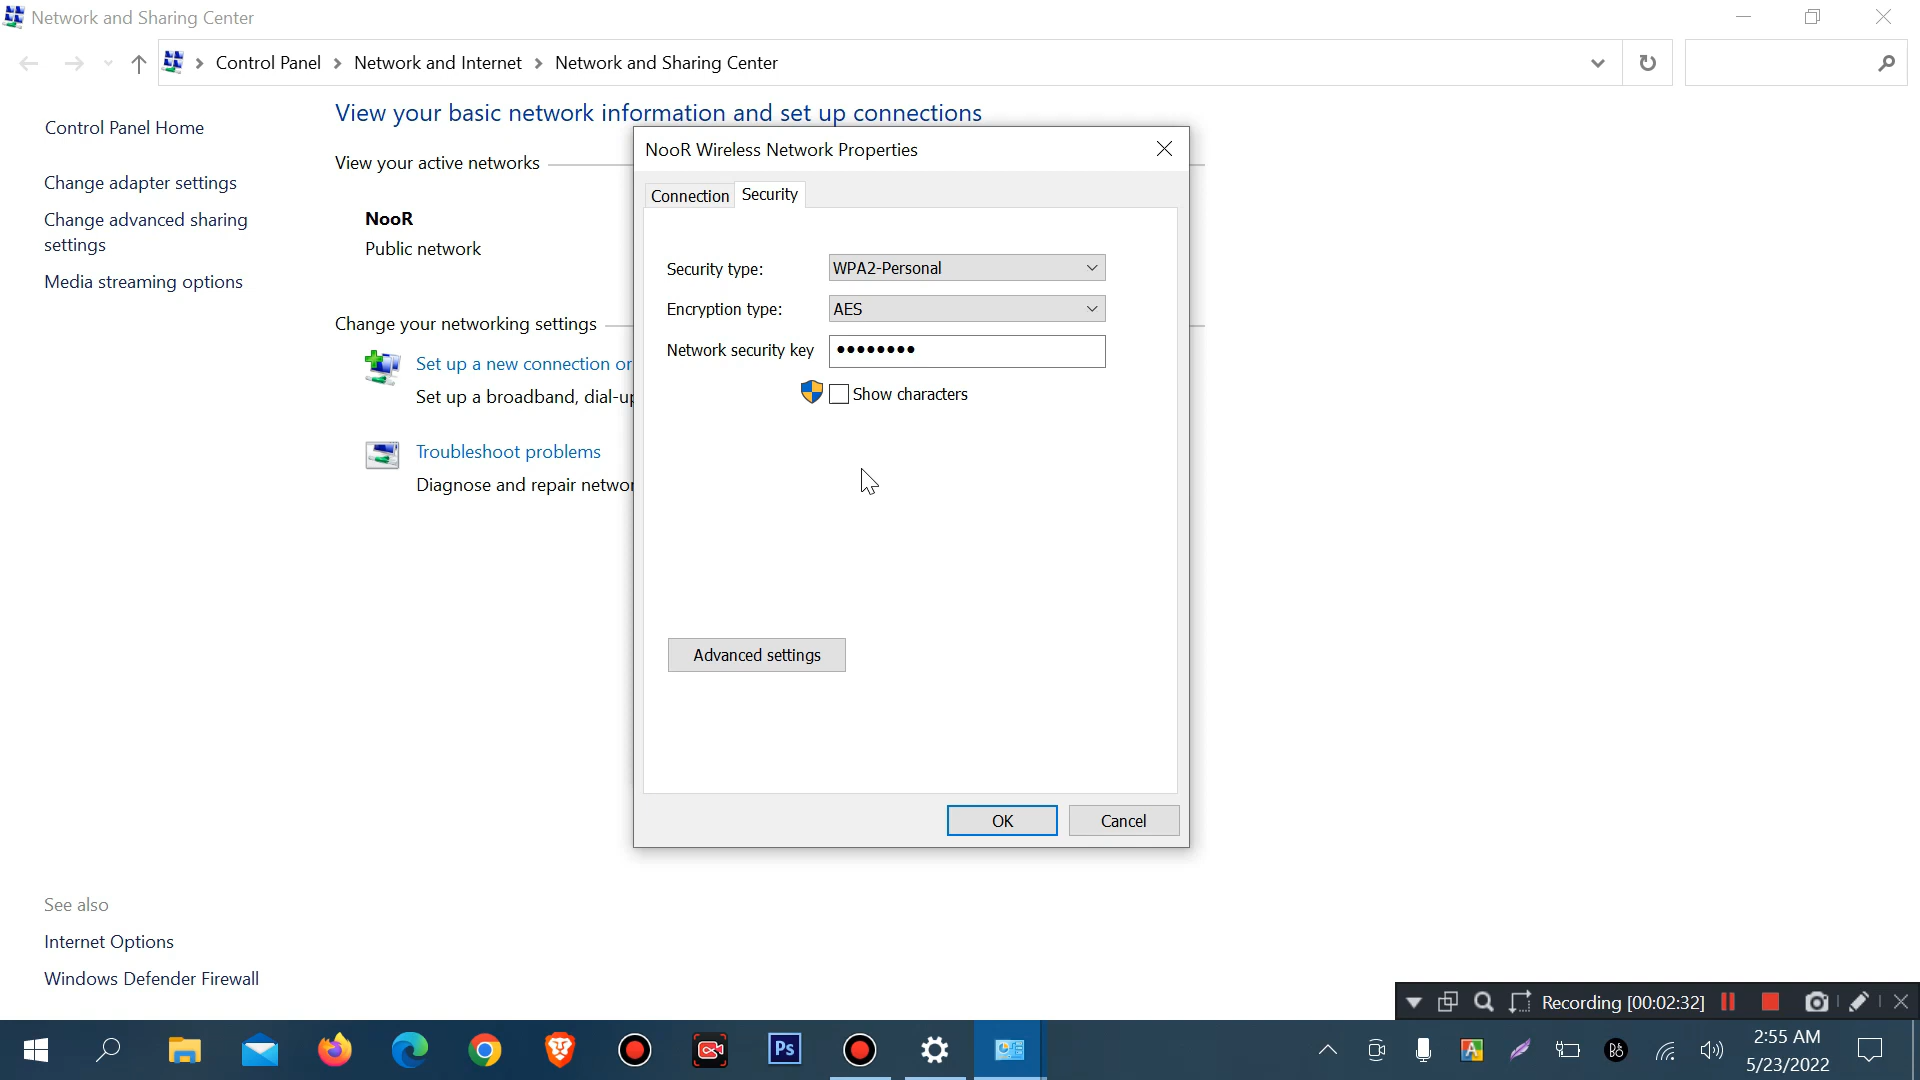 Network and Sharing Center
Control Panel > Network and Internet > Network and Sharing Center
Control Panel Home
Change adapter settings
Change advanced sharing
settings
Media streaming options
See also
Internet Options
Windows Defender Firewall
View your basic network information and set up connections
View your active networks
NooR
Public network
Change your networking settings
Set up a new connection or
Set up a broadband, dial-up
Troubleshoot problems
Diagnose and repair networ
NooR Wireless Network Properties
Connection Security
Security type: WPA2-Personal
Encryption type: AES
Network security key ●●●●●●●●
Show characters
Advanced settings
OK Cancel
Recording [00:02:32]
Ps
A
2:55 AM
5/23/2022